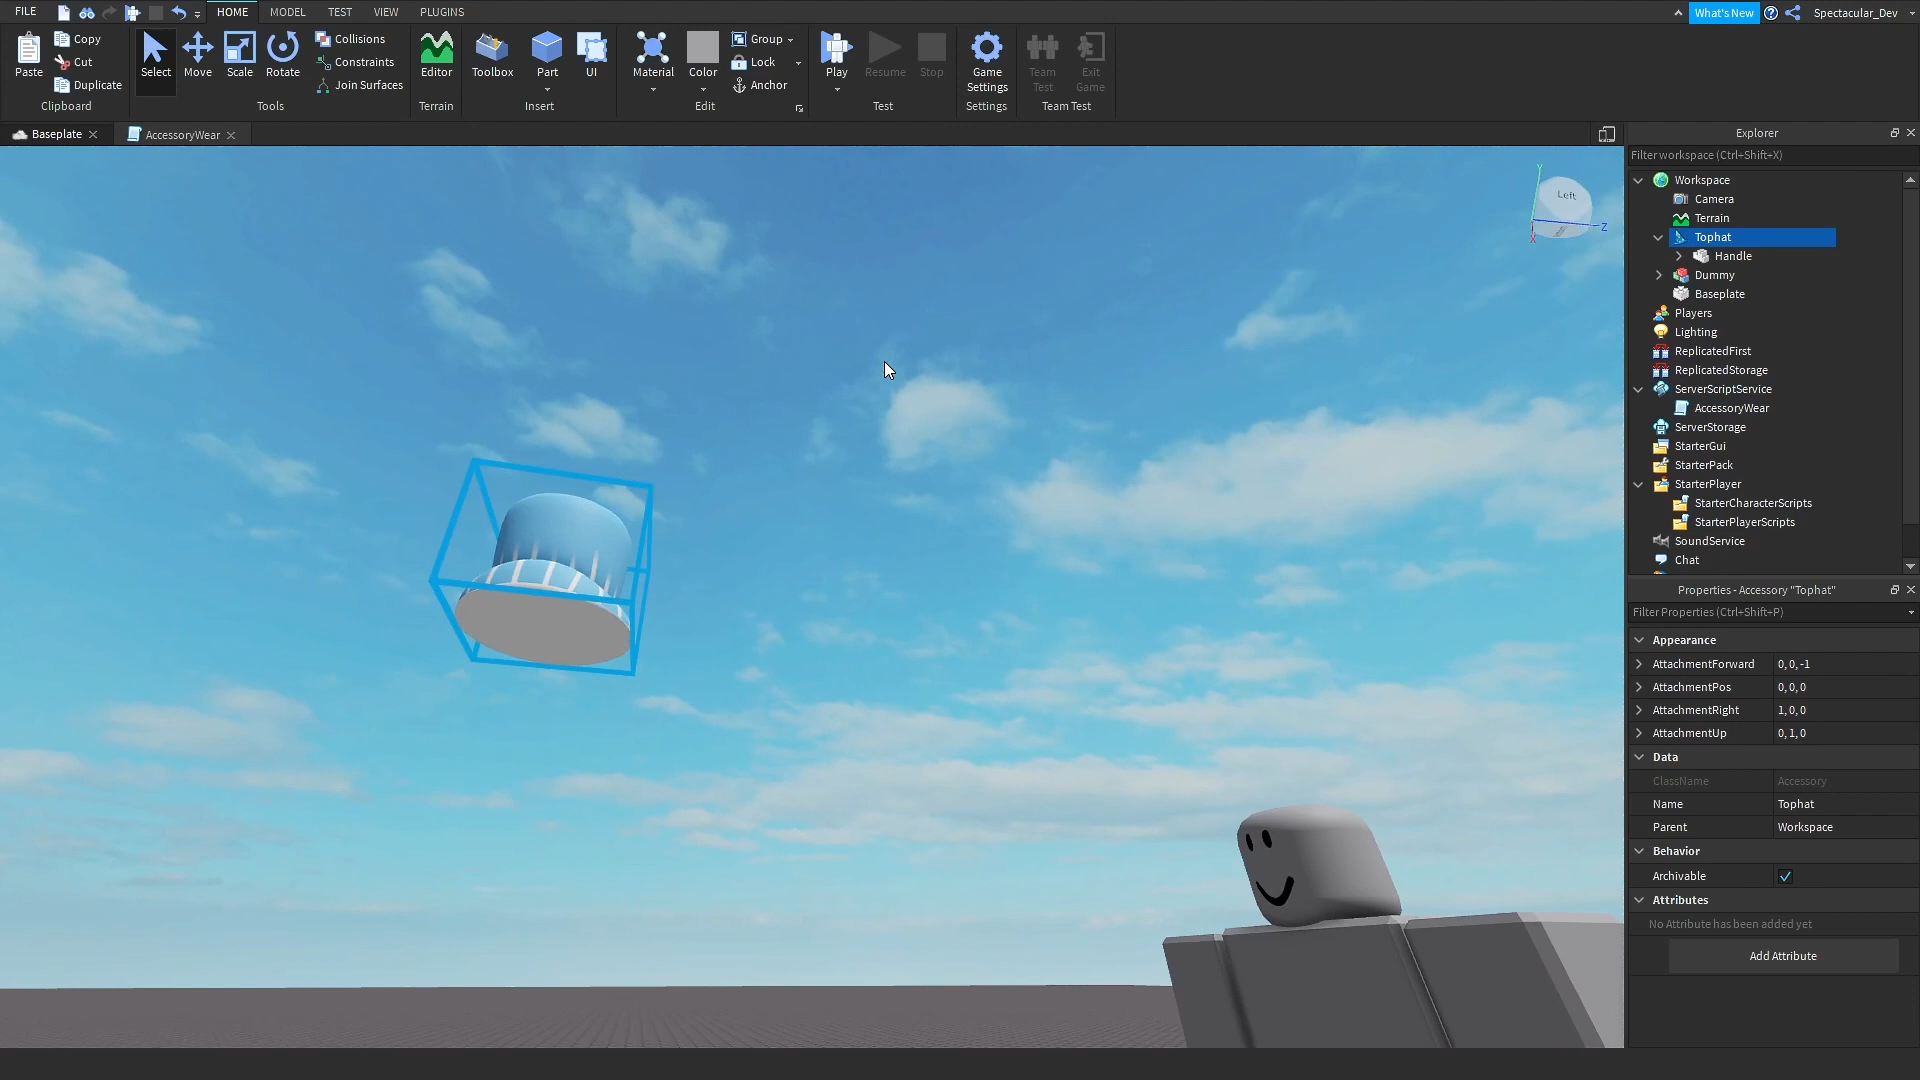 FILE HOME MODEL TEST VIEW PLUGINS What's New Spectacular_Dev
Paste Copy Cut Duplicate Clipboard
Select Move Scale Rotate Collisions Constraints Join Surfaces Tools
Editor Terrain
Toolbox Part UI Insert
Material Color Group Lock Anchor Edit
Play Resume Stop Test
Game Settings Settings
Team Test Exit Game Team Test
Baseplate AccessoryWear
Left
Y
Z
X
Explorer
Filter workspace (Ctrl+Shift+X)
Workspace
Camera
Terrain
Tophat
Handle
Dummy
Baseplate
Players
Lighting
ReplicatedFirst
ReplicatedStorage
ServerScriptService
AccessoryWear
ServerStorage
StarterGui
StarterPack
StarterPlayer
StarterCharacterScripts
StarterPlayerScripts
SoundService
Chat
Properties - Accessory "Tophat"
Filter Properties (Ctrl+Shift+P)
Appearance
AttachmentForward 0, 0, -1
AttachmentPos 0, 0, 0
AttachmentRight 1, 0, 0
AttachmentUp 0, 1, 0
Data
ClassName Accessory
Name Tophat
Parent Workspace
Behavior
Archivable
Attributes
No Attribute has been added yet
Add Attribute